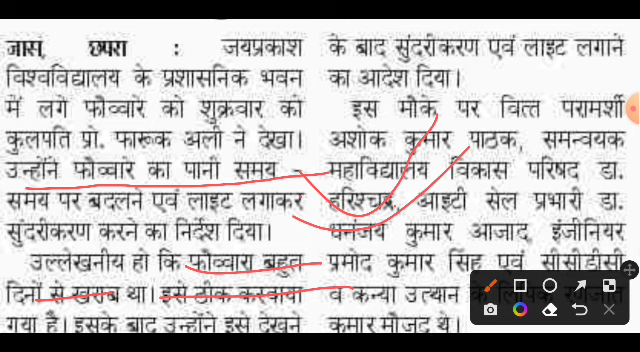 जासं, छपरा : जयप्रकाश
विश्वविद्यालय के प्रशासनिक भवन
में लगे फौव्वारे को शुक्रवार को
कुलपति प्रो. फारूक अली ने देखा।
उन्होंने फौव्वारे का पानी समय -
समय पर बदलने एवं लाइट लगाकर
सुंदरीकरण करने का निर्देश दिया।
उल्लेखनीय हो कि फौव्वारा बहुत
दिनों से खराब था। इसे ठीक करवाया
गया है। इसके बाद उन्होंने इसे देखने
के बाद सुंदरीकरण एवं लाइट लगाने
का आदेश दिया।
इस मौके पर वित्त परामर्शी
अशोक कुमार पाठक, समन्वयक
महाविद्यालय विकास परिषद डा.
हरिश्चंद्र, आइटी सेल प्रभारी डा.
धनंजय कुमार आजाद, इंजीनियर
प्रमोद कुमार सिंह एवं सीसीडीसी
व कन्या उत्थान के लिपिक रणजीत
कुमार मौजूद थे।